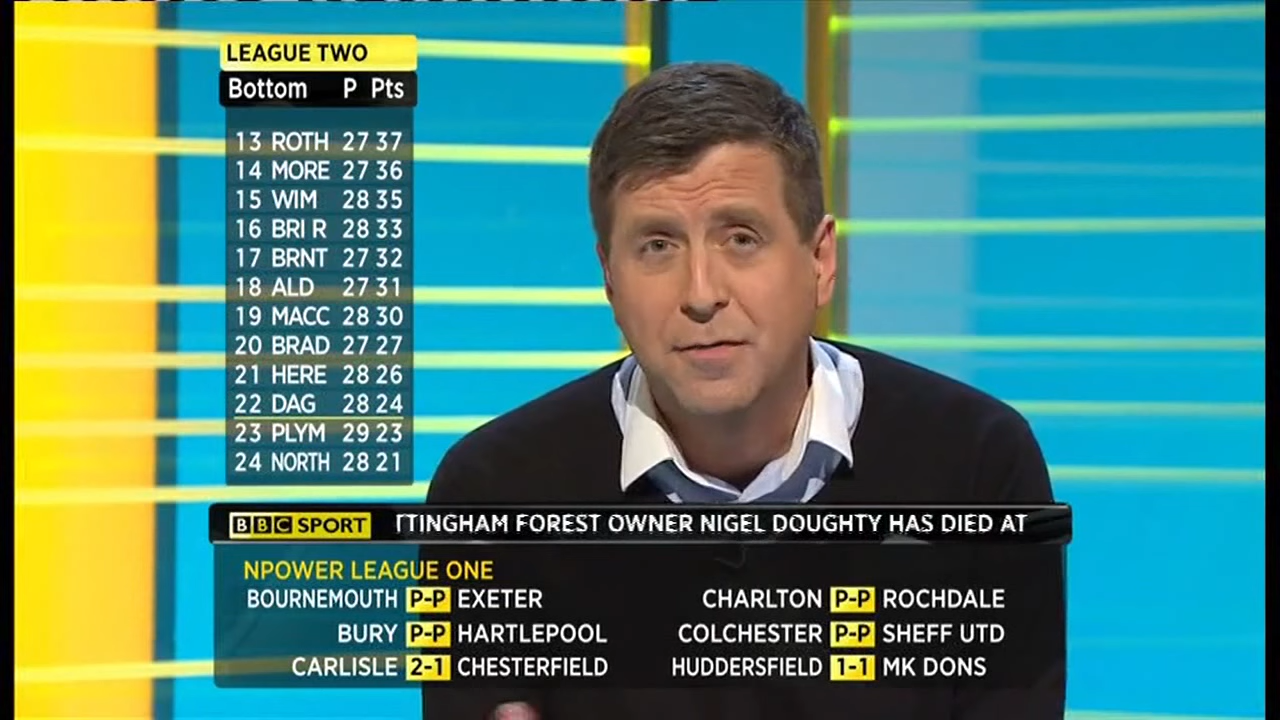 LEAGUE TWO
Bottom P Pts
13 ROTH 27 37
14 MORE 27 36
15 WIM 28 35
16 BRI R 28 33
17 BRNT 27 32
18 ALD 27 31
19 MACC 28 30
20 BRAD 27 27
21 HERE 28 26
22 DAG 28 24
23 PLYM 29 23
24 NORTH 28 21
BBC SPORT TTINGHAM FOREST OWNER NIGEL DOUGHTY HAS DIED AT
NPOWER LEAGUE ONE
BOURNEMOUTH P-P EXETER CHARLTON P-P ROCHDALE
BURY P-P HARTLEPOOL COLCHESTER P-P SHEFF UTD
CARLISLE 2-1 CHESTERFIELD HUDDERSFIELD 1-1 MK DONS